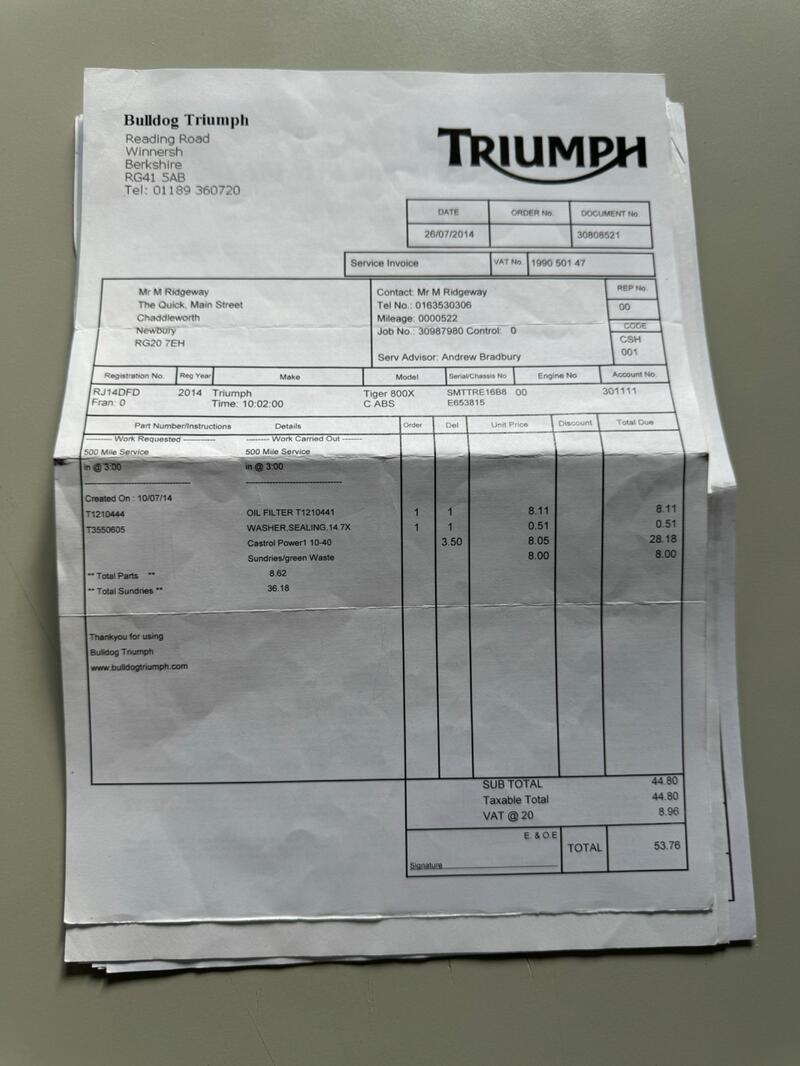 Bulldog Triumph
Reading Road
Winnersh
Berkshire
RG41 5AB
Tel: 01189 360720
TRIUMPH
DATE ORDER No. DOCUMENT No.
26/07/2014 30808521
Service Invoice VAT No. 1990 501 47
Mr M Ridgeway
The Quick, Main Street
Chaddleworth
Newbury
RG20 7EH
Contact: Mr M Ridgeway
Tel No.: 0163530306
Mileage: 0000522
Job No.: 30987980 Control: 0
Serv Advisor: Andrew Bradbury
REP No.
00
CODE
CSH
001
Registration No. Reg Year Make Model Serial/Chassis No Engine No Account No.
RJ14DFD 2014 Triumph Tiger 800X SMTTRE16B8 00 301111
Fran: 0 Time: 10:02:00 C ABS E653815
Part Number/Instructions Details Order Del Unit Price Discount Total Due
-------- Work Requested ------------ -------- Work Carried Out ------
500 Mile Service 500 Mile Service
in @ 3:00 in @ 3:00
Created On : 10/07/14
T1210444 OIL FILTER T1210441 1 1 8.11 8.11
T3550605 WASHER,SEALING,14.7X 1 1 0.51 0.51
Castrol Power1 10-40 3.50 8.05 28.18
Sundries/green Waste 8.00 8.00
** Total Parts ** 8.62
** Total Sundries ** 36.18
Thankyou for using
Bulldog Triumph
www.bulldogtriumph.com
SUB TOTAL 44.80
Taxable Total 44.80
VAT @ 20 8.96
E. & O.E
TOTAL 53.76
Signature